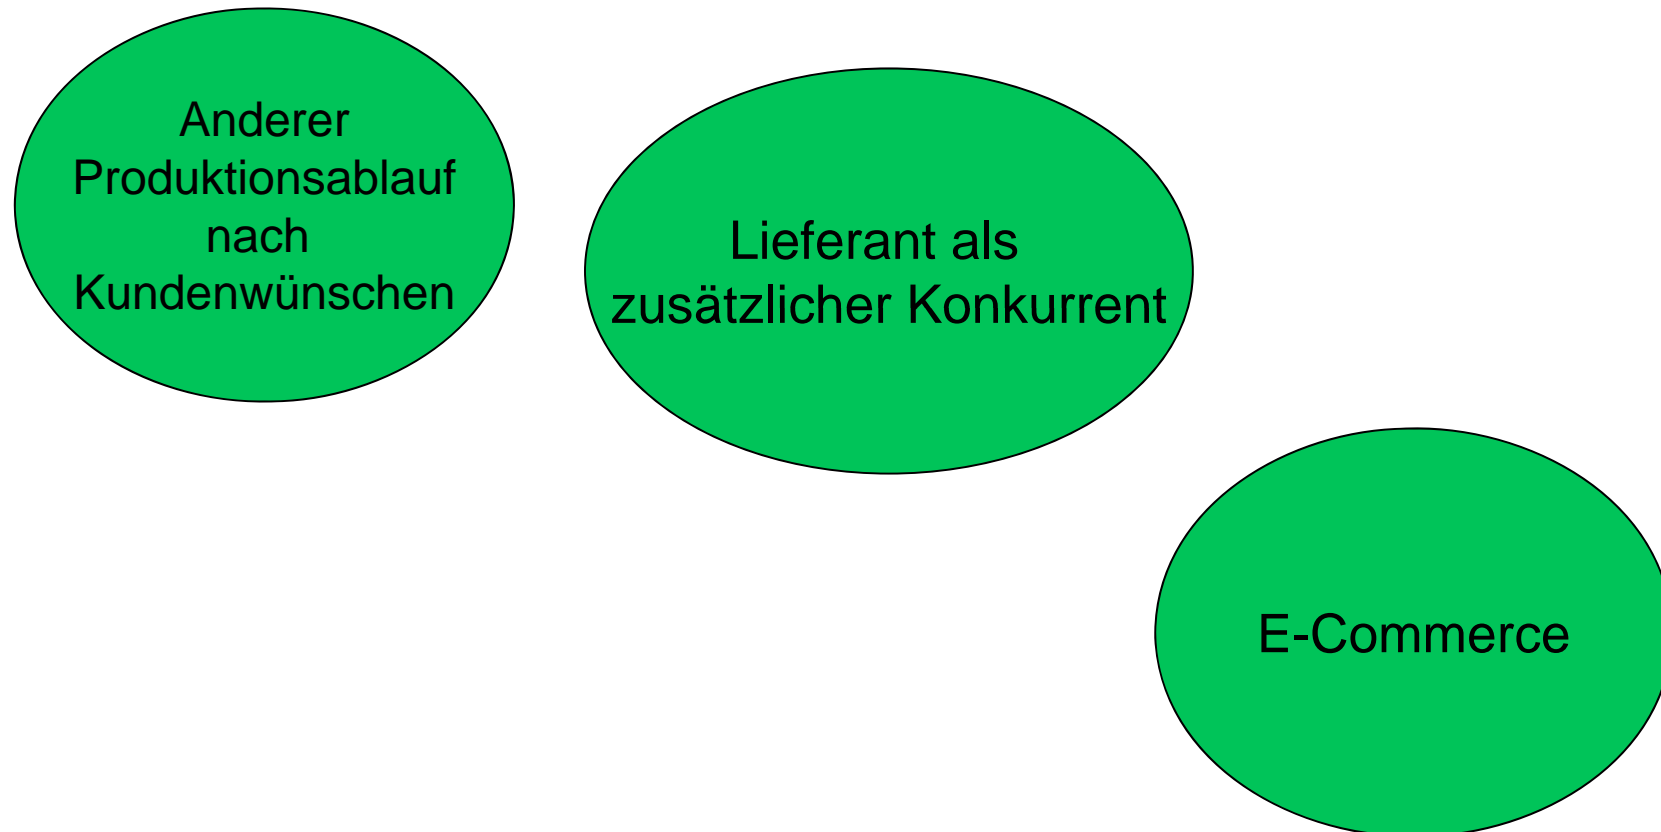 Anderer
Produktionsablauf
nach
Kundenwünschen
Lieferant als
zusätzlicher Konkurrent
E-Commerce